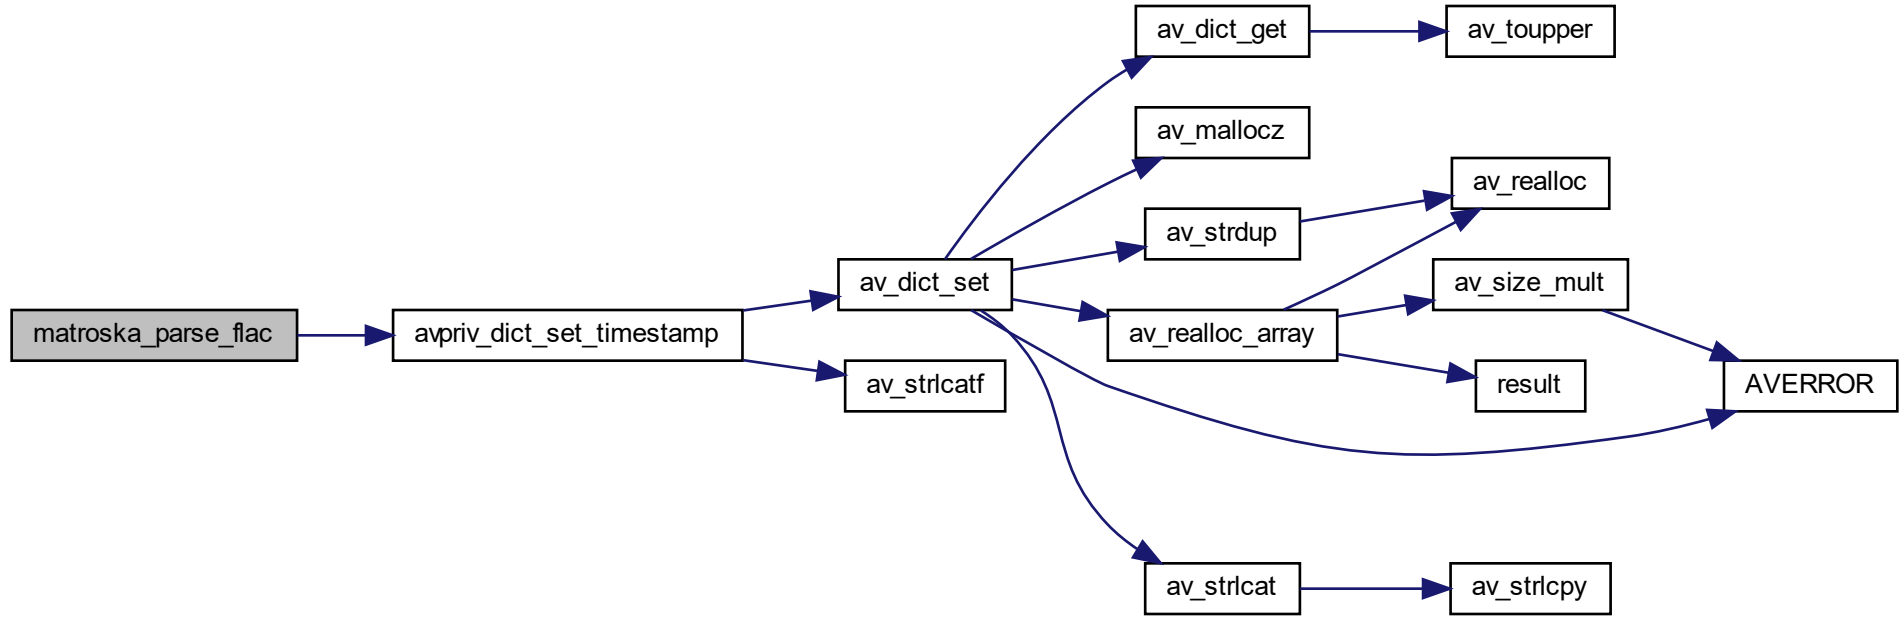 av_dict_get
av_toupper
av_mallocz
av_realloc
av_strdup
av_dict_set
av_size_mult
matroska_parse_flac
avpriv_dict_set_timestamp
av_realloc_array
av_strlcatf
result
AVERROR
av_strlcat
av_strlcpy